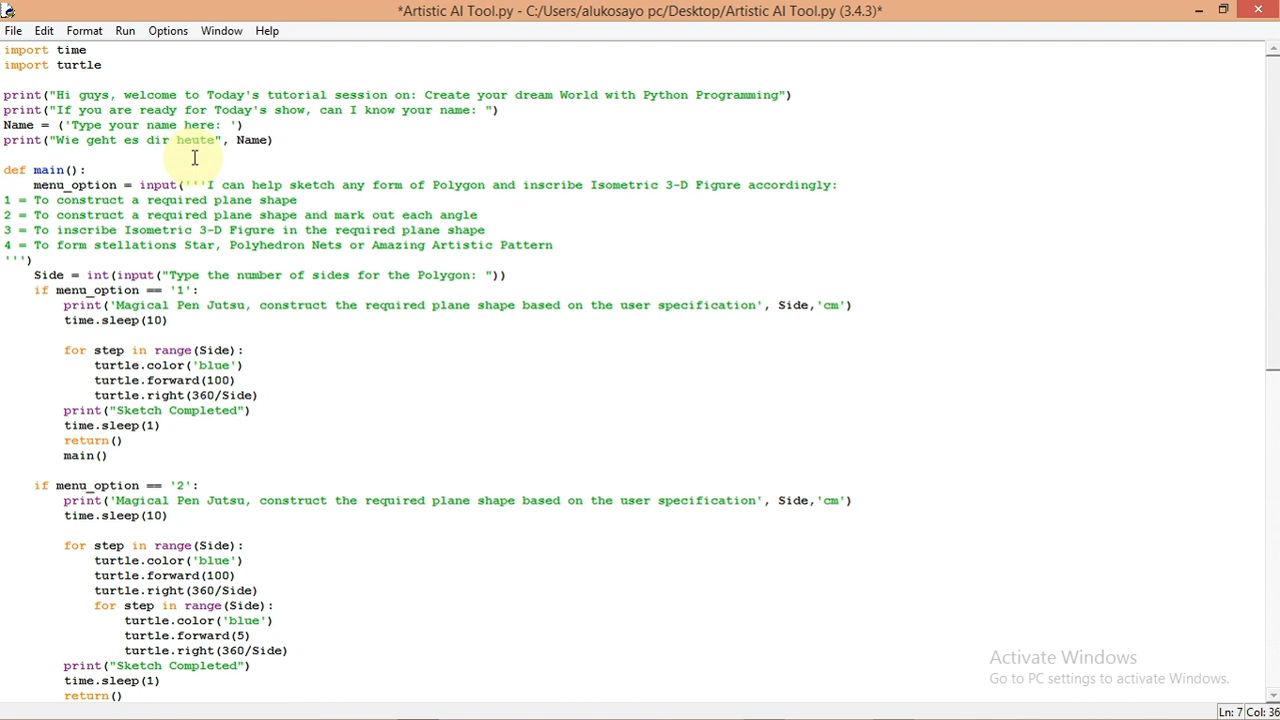 *Artistic AI Tool.py - C:/Users/alukosayo pc/Desktop/Artistic AI Tool.py (3.4.3)*
File Edit Format Run Options Window Help
import time
import turtle
print("Hi guys, welcome to Today's tutorial session on: Create your dream World with Python Programming")
print("If you are ready for Today's show, can I know your name: ")
Name = ('Type your name here: ')
print("Wie geht es dir heute", Name)
def main():
    menu_option = input('''I can help sketch any form of Polygon and inscribe Isometric 3-D Figure accordingly:
1 = To construct a required plane shape
2 = To construct a required plane shape and mark out each angle
3 = To inscribe Isometric 3-D Figure in the required plane shape
4 = To form stellations Star, Polyhedron Nets or Amazing Artistic Pattern
''')
    Side = int(input("Type the number of sides for the Polygon: "))
    if menu_option == '1':
        print('Magical Pen Jutsu, construct the required plane shape based on the user specification', Side,'cm')
        time.sleep(10)
        for step in range(Side):
            turtle.color('blue')
            turtle.forward(100)
            turtle.right(360/Side)
        print("Sketch Completed")
        time.sleep(1)
        return()
        main()
    if menu_option == '2':
        print('Magical Pen Jutsu, construct the required plane shape based on the user specification', Side,'cm')
        time.sleep(10)
        for step in range(Side):
            turtle.color('blue')
            turtle.forward(100)
            turtle.right(360/Side)
            for step in range(Side):
                turtle.color('blue')
                turtle.forward(5)
                turtle.right(360/Side)
        print("Sketch Completed")
        time.sleep(1)
        return()
Activate Windows
Go to PC settings to activate Windows.
Ln: 7 Col: 36